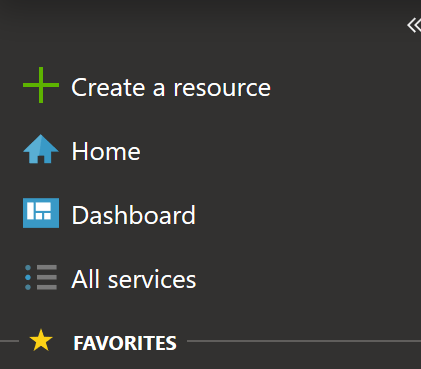 Create a resource
Home
Dashboard
All services
FAVORITES